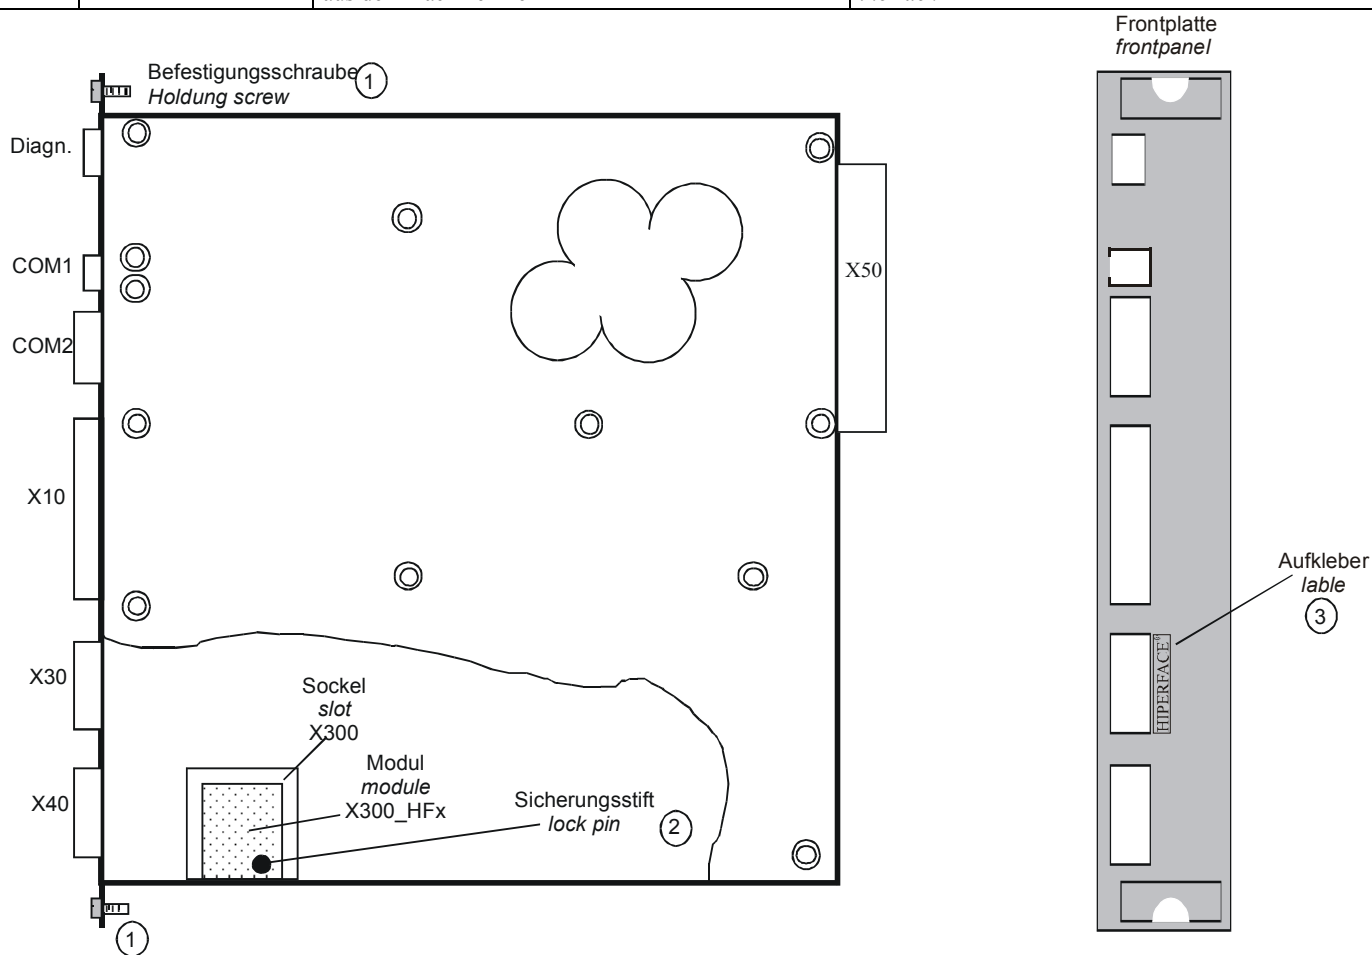 Frontplatte
frontpanel
Befestigungsschraube 1
Holdung screw
Diagn.
COM1
COM2
X10
X30
X40
X50
Sockel
slot
X300
Modul
module
X300_HFx
Sicherungsstift
lock pin
2
1
Aufkleber
lable
3
HIPERFACE®